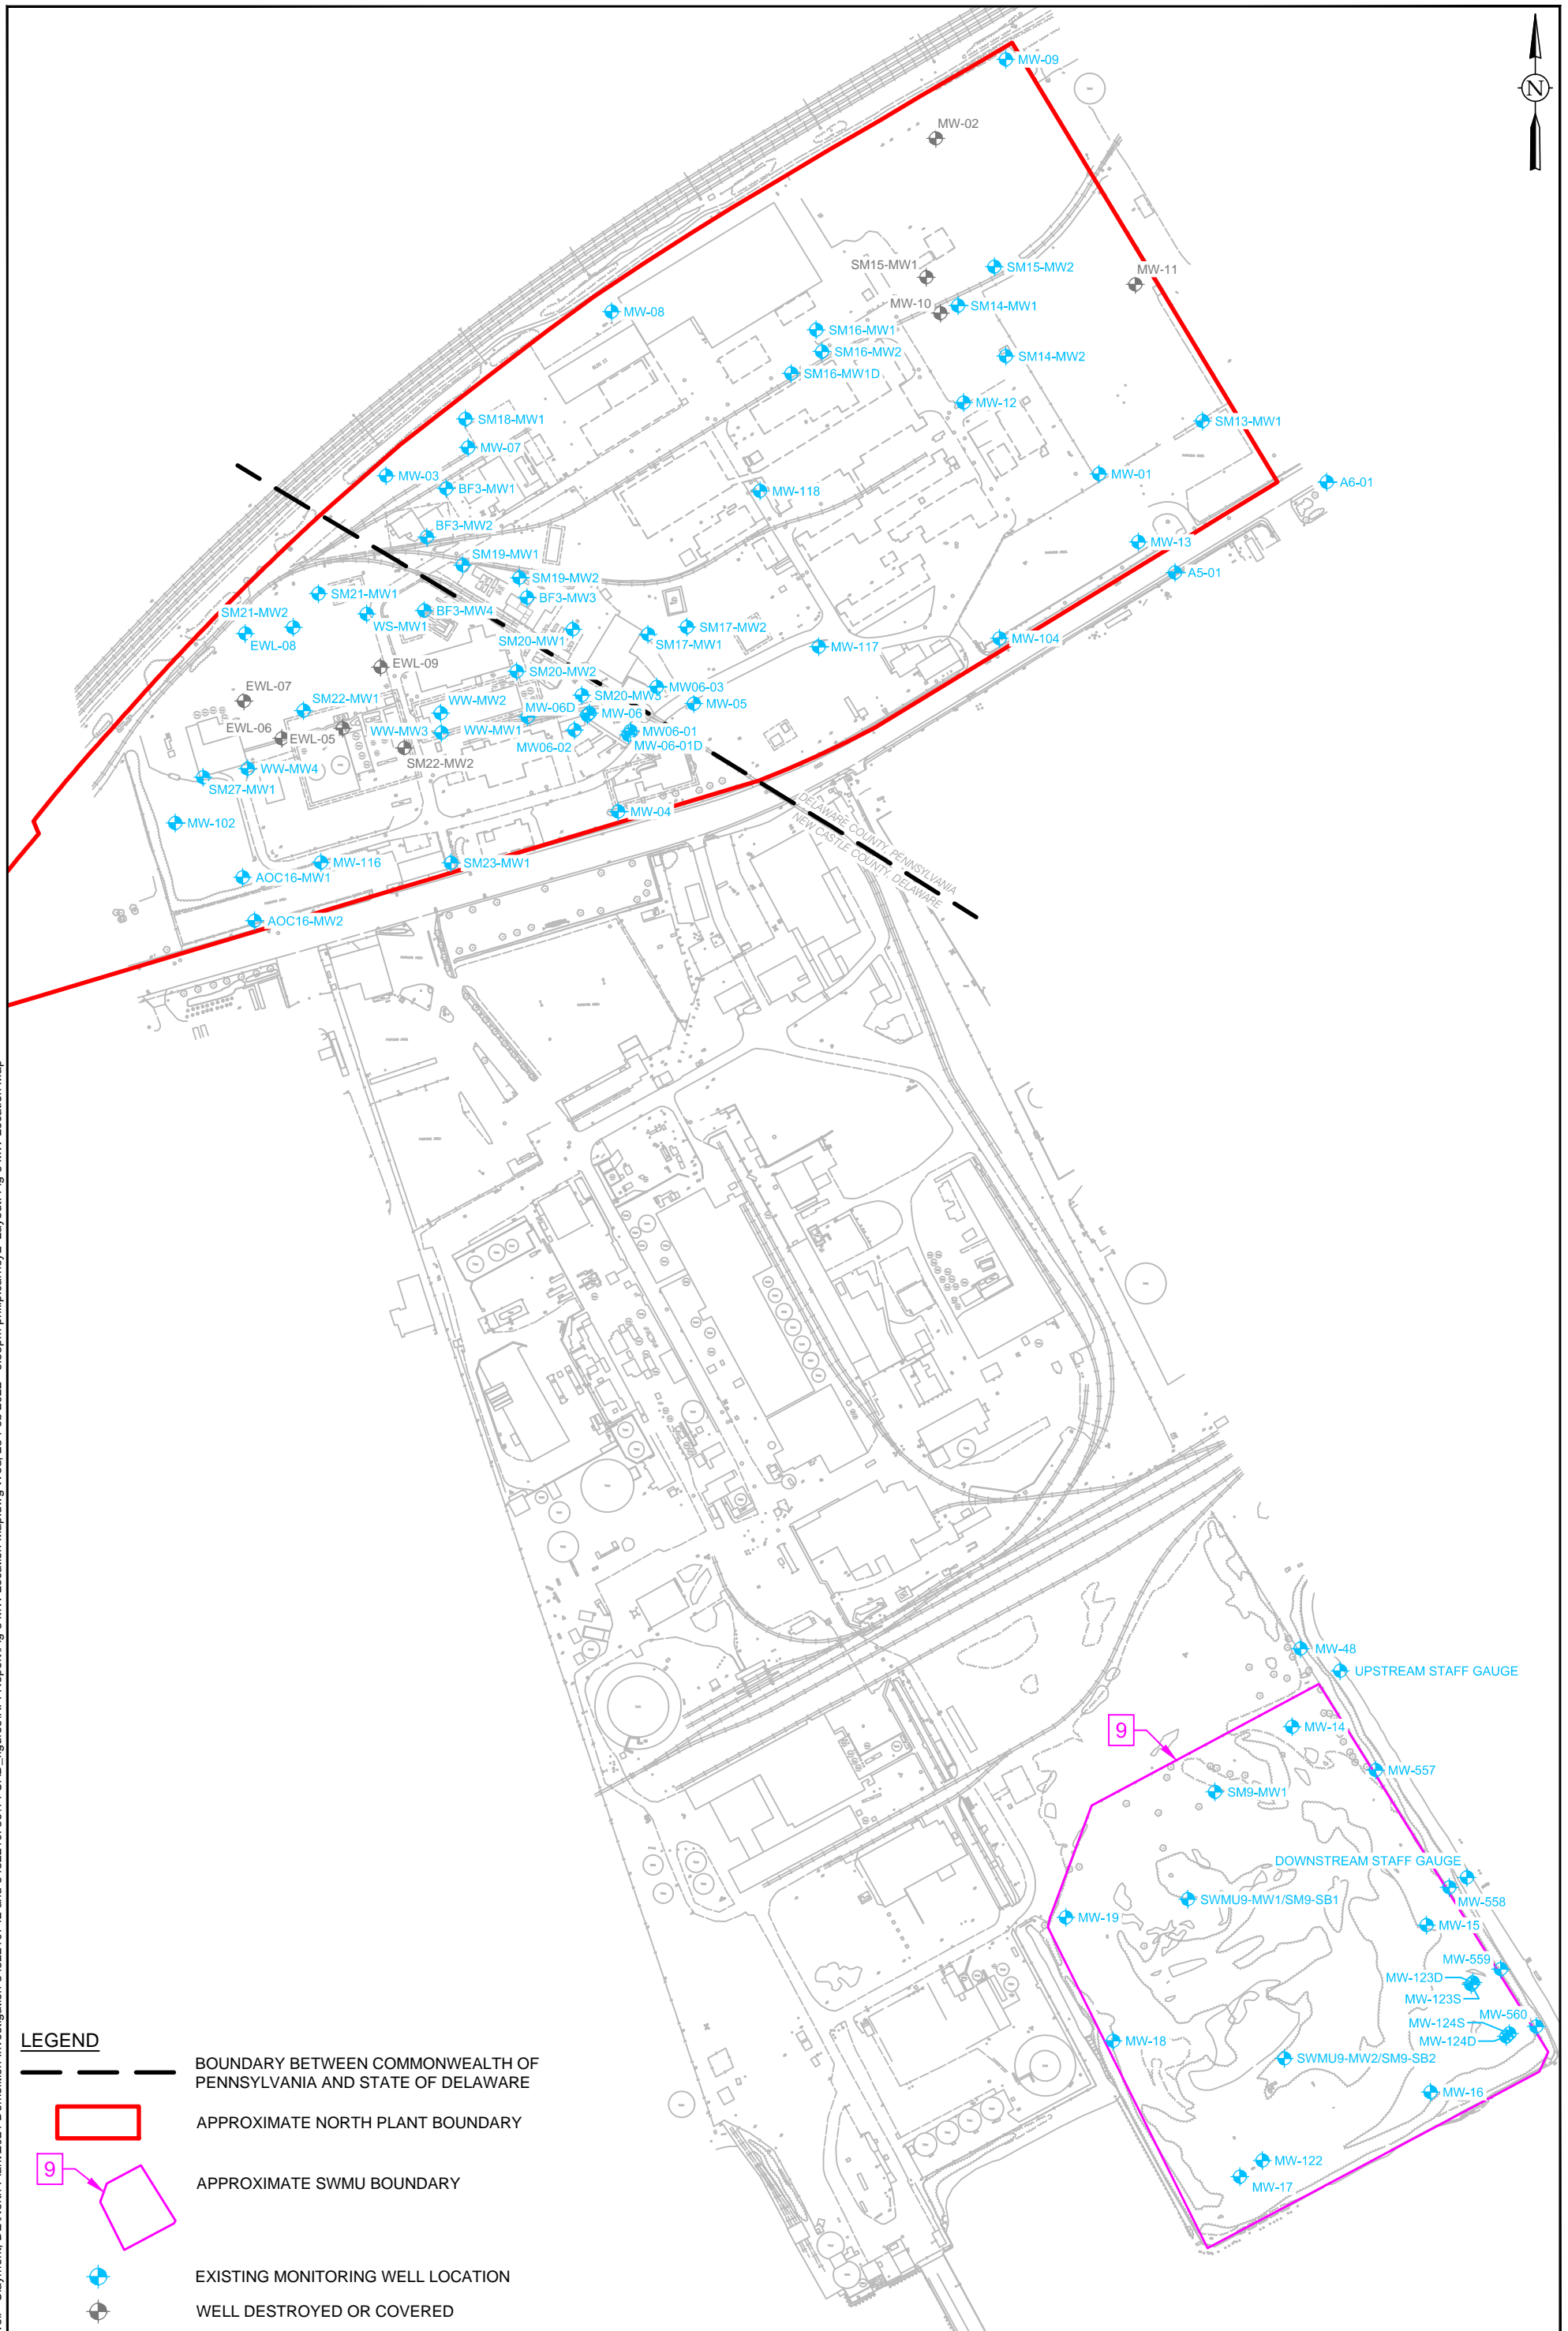 N
MW-09
MW-02
SM15-MW1
SM15-MW2
MW-11
MW-10
SM14-MW1
MW-08
SM16-MW1
SM16-MW2
SM14-MW2
SM16-MW1D
MW-12
SM18-MW1
SM13-MW1
MW-07
MW-03
MW-01
A6-01
BF3-MW1
MW-118
BF3-MW2
MW-13
SM19-MW1
A5-01
SM19-MW2
SM21-MW1
BF3-MW3
SM21-MW2
WS-MW1
BF3-MW4
EWL-08
SM20-MW1
SM17-MW2
SM17-MW1
MW-104
MW-117
EWL-09
SM20-MW2
EWL-07
SM22-MW1
SM20-MW3
MW06-03
MW-05
WW-MW2
MW-06D
MW-06
EWL-06
EWL-05
WW-MW3
WW-MW1
MW06-02
MW06-01
MW-06-01D
SM22-MW2
WW-MW4
SM27-MW1
MW-102
MW-04
DELAWARE COUNTY, PENNSYLVANIA
NEW CASTLE COUNTY, DELAWARE
MW-116
SM23-MW1
AOC16-MW1
AOC16-MW2
MW-48
UPSTREAM STAFF GAUGE
9
MW-14
MW-557
SM9-MW1
DOWNSTREAM STAFF GAUGE
SWMU9-MW1/SM9-SB1
MW-558
MW-19
MW-15
MW-559
MW-123D
MW-123S
MW-560
MW-124S
MW-124D
MW-18
SWMU9-MW2/SM9-SB2
MW-16
MW-122
MW-17
LEGEND
BOUNDARY BETWEEN COMMONWEALTH OF
PENNSYLVANIA AND STATE OF DELAWARE
APPROXIMATE NORTH PLANT BOUNDARY
9
APPROXIMATE SWMU BOUNDARY
EXISTING MONITORING WELL LOCATION
WELL DESTROYED OR COVERED